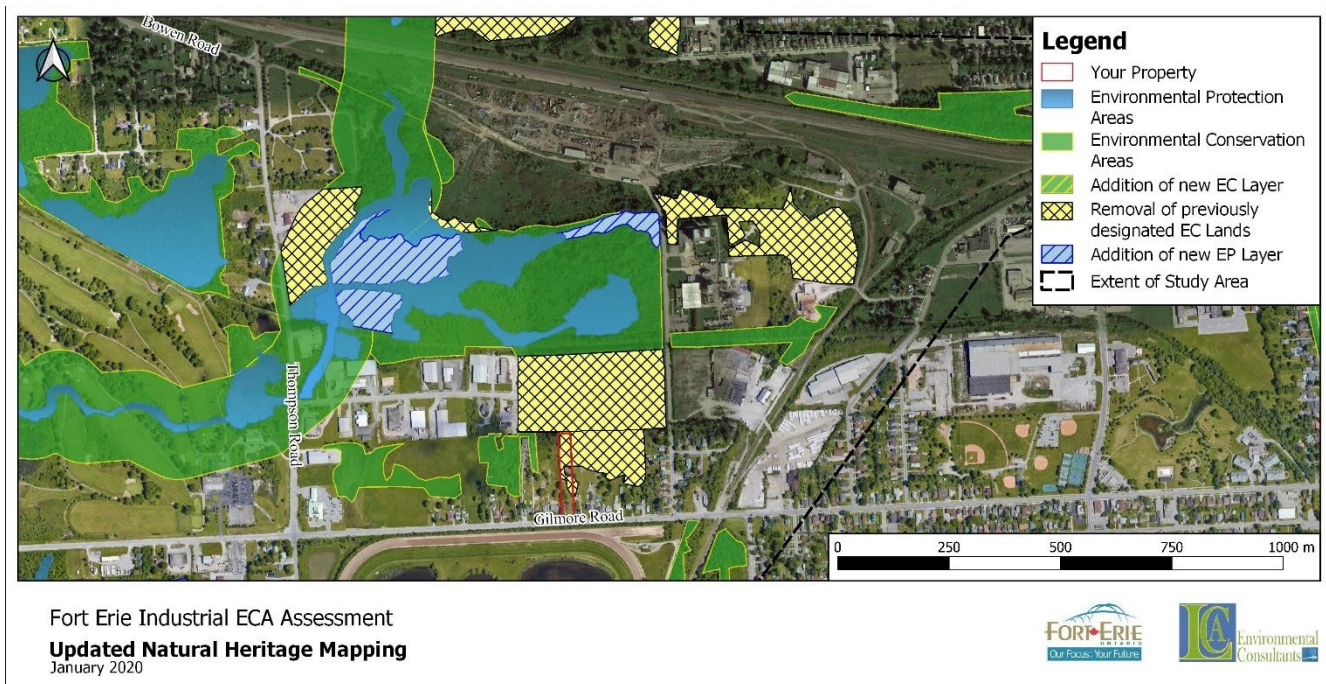 Bowen Road
N
Thompson Road
Gilmore Road
Legend
Your Property
Environmental Protection
Areas
Environmental Conservation
Areas
Addition of new EC Layer
Removal of previously
designated EC Lands
Addition of new EP Layer
Extent of Study Area
0 250 500 750 1000 m
Fort Erie Industrial ECA Assessment
Updated Natural Heritage Mapping
January 2020
FORT ERIE
ONTARIO
Our Focus: Your Future
LCA
Environmental
Consultants